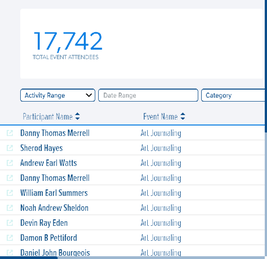 17,742
TOTAL EVENT ATTENDEES
Activity Range Date Range Category
Participant Name Event Name
Danny Thomas Merrell Art Journaling
Sherod Hayes Art Journaling
Andrew Earl Watts Art Journaling
Danny Thomas Merrell Art Journaling
William Earl Summers Art Journaling
Noah Andrew Sheldon Art Journaling
Devin Ray Eden Art Journaling
Damon B Pettiford Art Journaling
Daniel John Bourgeois Art Journaling